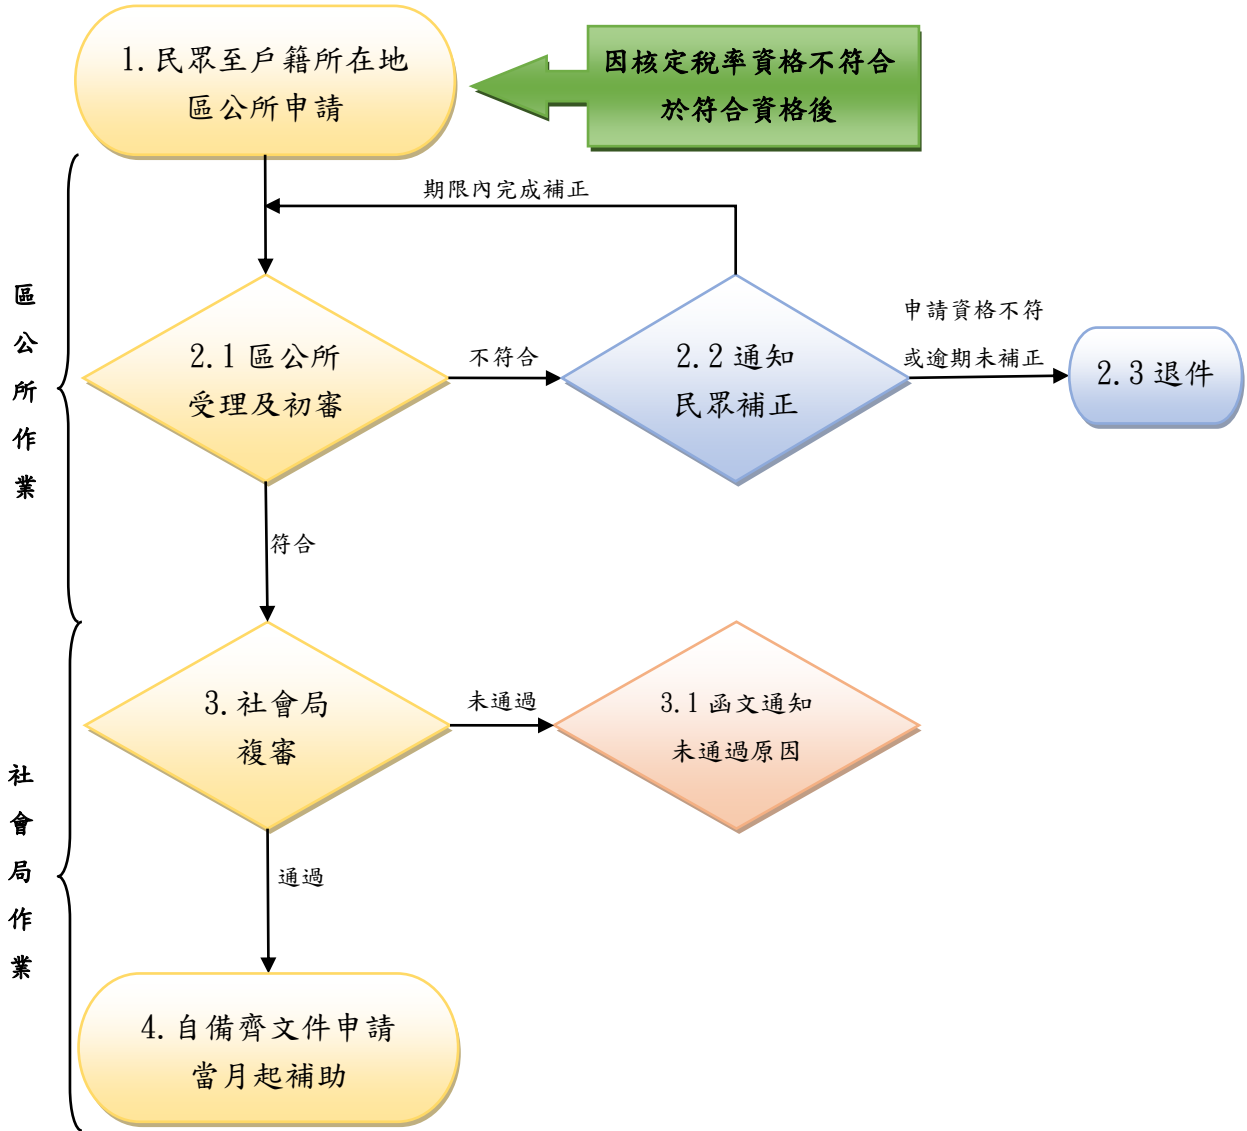 1.民眾至戶籍所在地
區公所申請
因核定稅率資格不符合
於符合資格後
期限內完成補正
區公所作業
2.1 區公所
受理及初審
不符合
2.2 通知
民眾補正
申請資格不符
或逾期未補正
2.3 退件
符合
社會局作業
3.社會局
複審
未通過
3.1 函文通知
未通過原因
通過
4.自備齊文件申請
當月起補助